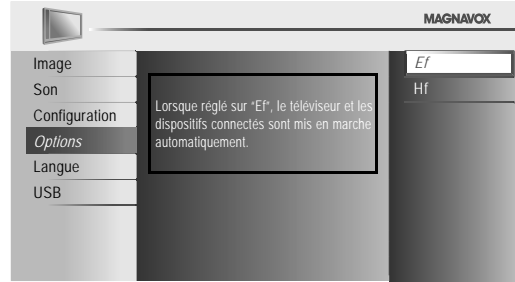 MAGNAVOX
Image
Son
Configuration
Options
Langue
USB
Lorsque réglé sur "Ef", le téléviseur et les
dispositifs connectés sont mis en marche
automatiquement.
Ef
Hf